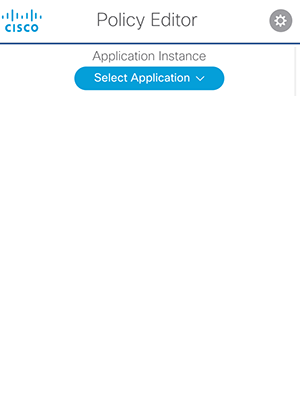 CISCO
Policy Editor
Application Instance
Select Application